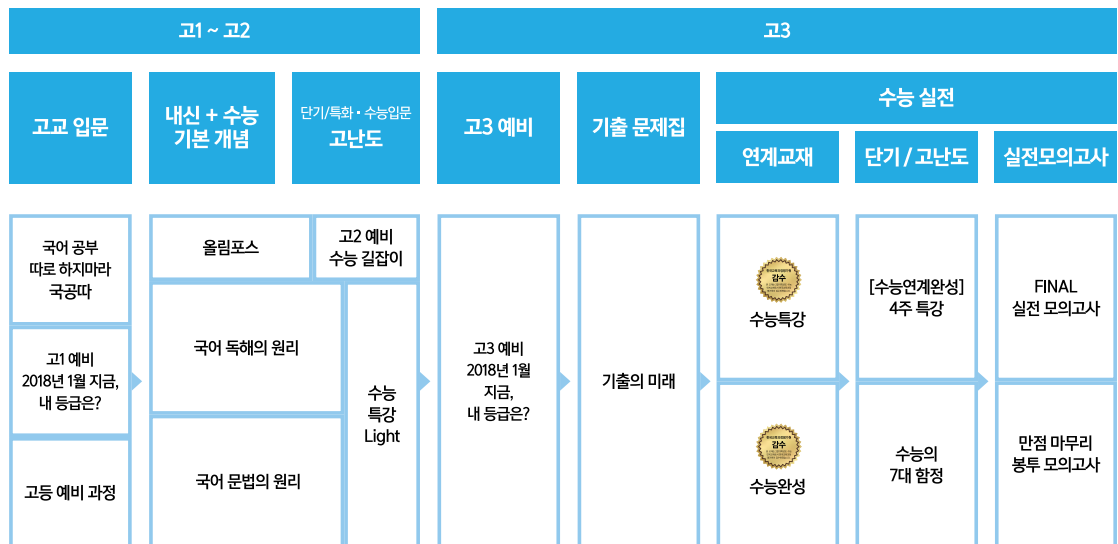 고1 ~ 고2
고3
고교 입문
내신 + 수능
기본 개념
단기/특화 · 수능입문
고난도
고3 예비
기출 문제집
수능 실전
연계교재
단기 / 고난도
실전모의고사
국어 공부
따로 하지마라
국공따
고1 예비
2018년 1월 지금,
내 등급은?
고등 예비 과정
올림포스
고2 예비
수능 길잡이
국어 독해의 원리
국어 문법의 원리
수능
특강
Light
고3 예비
2018년 1월
지금,
내 등급은?
기출의 미래
감수
수능특강
감수
수능완성
[수능연계완성]
4주 특강
수능의
7대 함정
FINAL
실전 모의고사
만점 마무리
봉투 모의고사